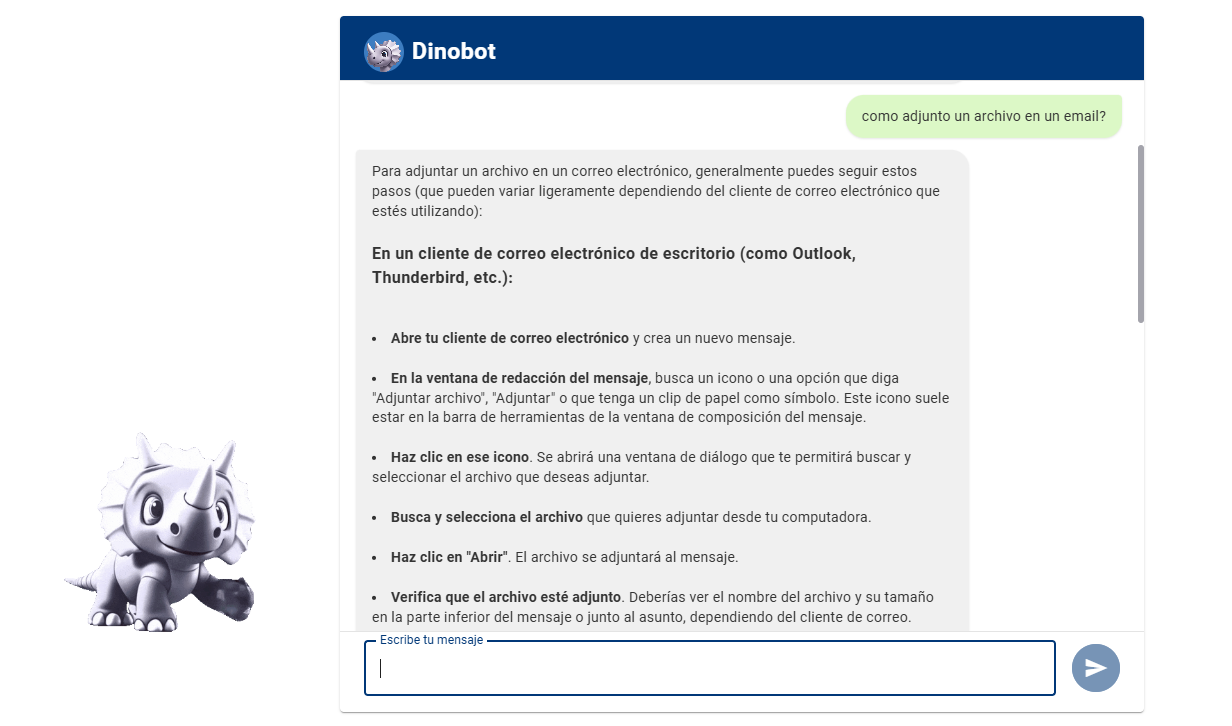 Dinobot
como adjunto un archivo en un email?
Para adjuntar un archivo en un correo electrónico, generalmente puedes seguir estos
pasos (que pueden variar ligeramente dependiendo del cliente de correo electrónico que
estés utilizando):
En un cliente de correo electrónico de escritorio (como Outlook,
Thunderbird, etc.):
• Abre tu cliente de correo electrónico y crea un nuevo mensaje.
• En la ventana de redacción del mensaje, busca un icono o una opción que diga
"Adjuntar archivo", "Adjuntar" o que tenga un clip de papel como símbolo. Este icono suele
estar en la barra de herramientas de la ventana de composición del mensaje.
• Haz clic en ese icono. Se abrirá una ventana de diálogo que te permitirá buscar y
seleccionar el archivo que deseas adjuntar.
• Busca y selecciona el archivo que quieres adjuntar desde tu computadora.
• Haz clic en "Abrir". El archivo se adjuntará al mensaje.
• Verifica que el archivo esté adjunto. Deberías ver el nombre del archivo y su tamaño
en la parte inferior del mensaje o junto al asunto, dependiendo del cliente de correo.
Escribe tu mensaje